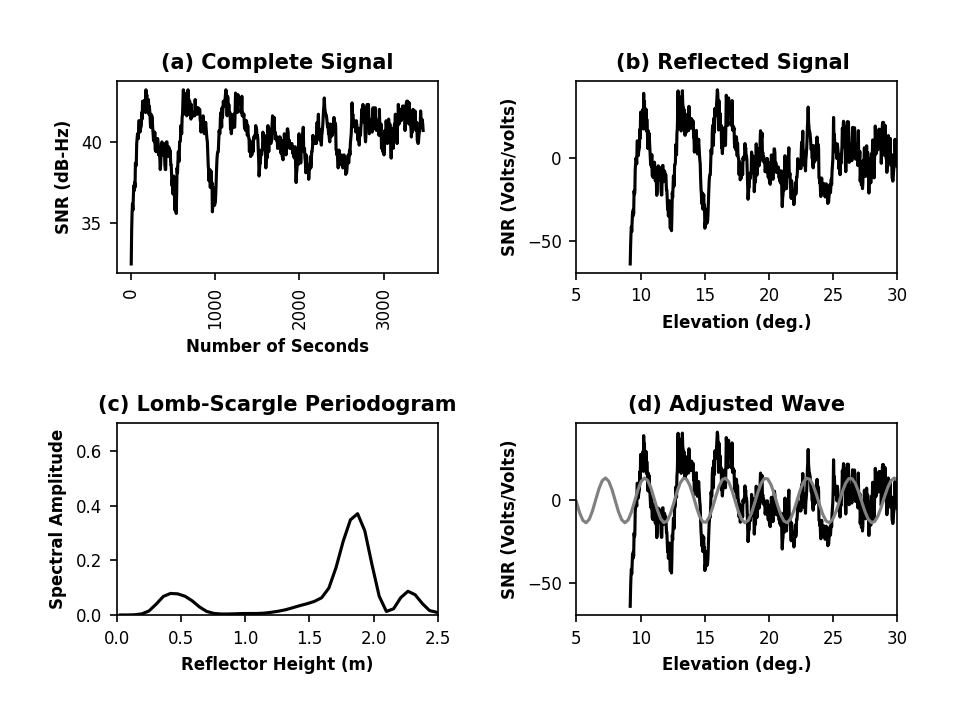 (a) Complete Signal
SNR (dB-Hz)
40
35
0
1000
2000
3000
Number of Seconds
(b) Reflected Signal
SNR (Volts/volts)
0
−50
5 10 15 20 25 30
Elevation (deg.)
(c) Lomb-Scargle Periodogram
Spectral Amplitude
0.6
0.4
0.2
0.0
0.0 0.5 1.0 1.5 2.0 2.5
Reflector Height (m)
(d) Adjusted Wave
SNR (Volts/Volts)
0
−50
5 10 15 20 25 30
Elevation (deg.)